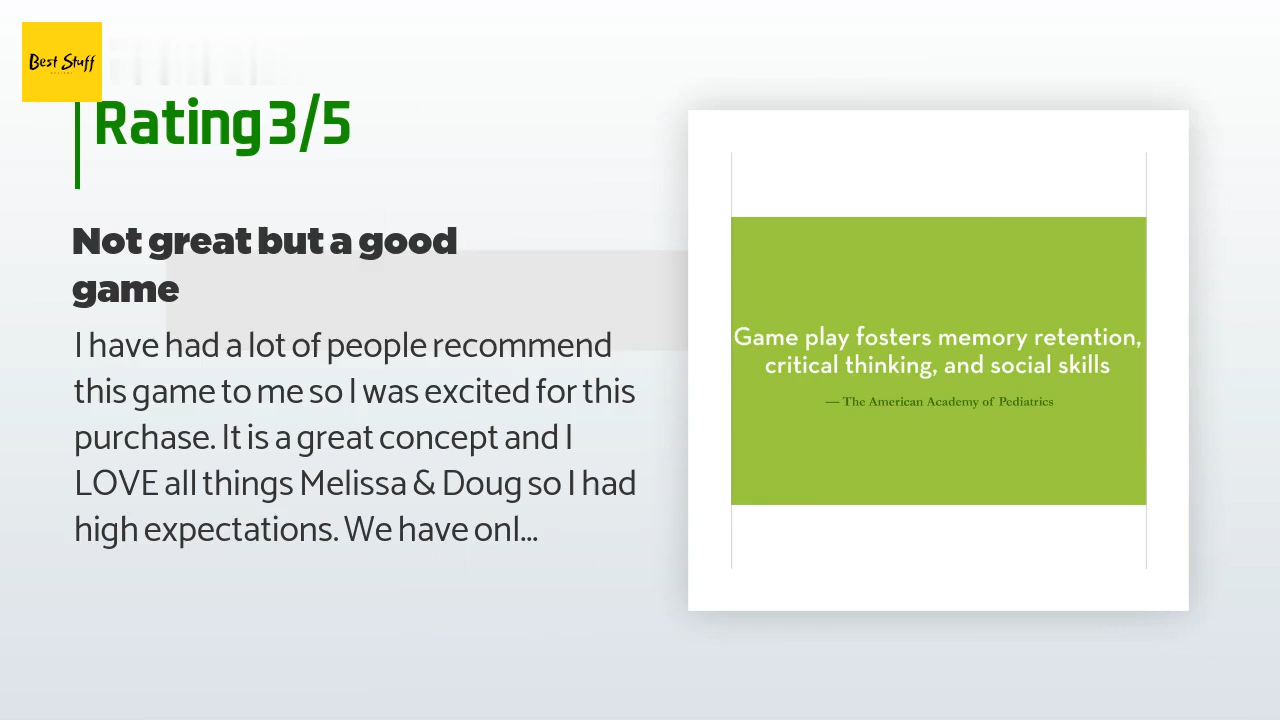 Best Stuff
Rating 3/5
Not great but a good
game
I have had a lot of people recommend
this game to me so I was excited for this
purchase. It is a great concept and I
LOVE all things Melissa & Doug so I had
high expectations. We have onl...
Game play fosters memory retention,
critical thinking, and social skills
— The American Academy of Pediatrics